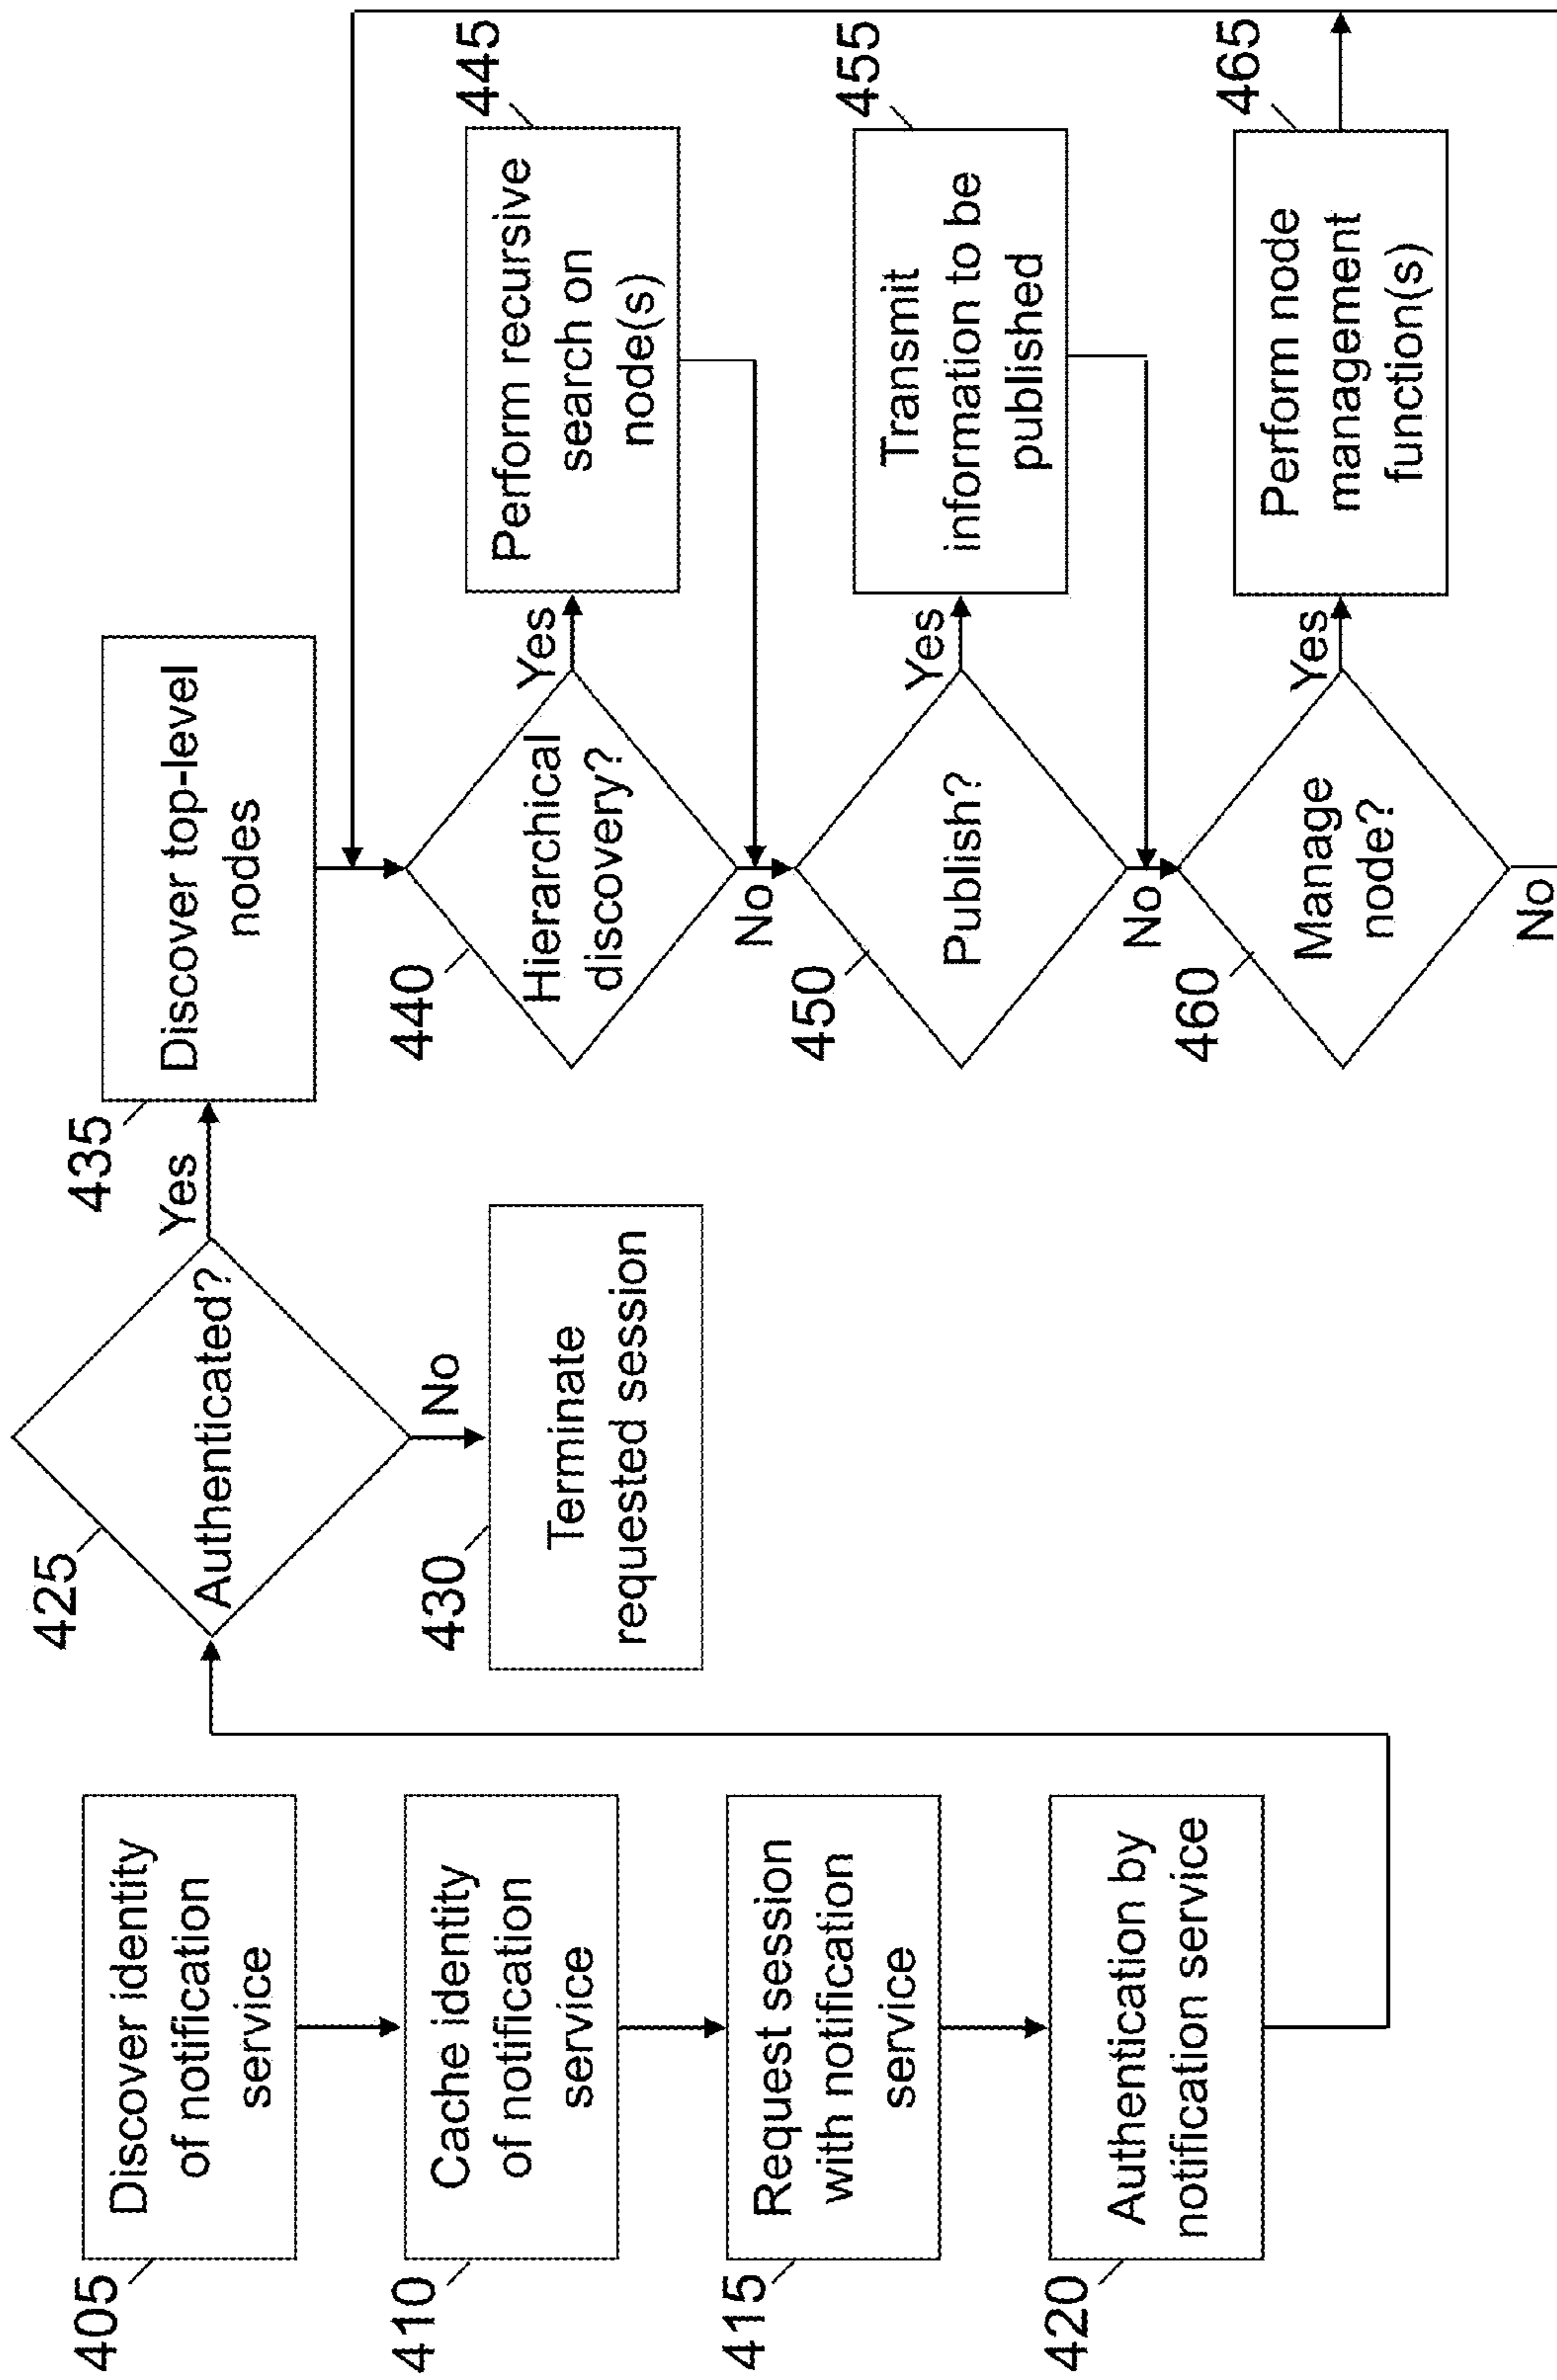 405
Discover identity
of notification
service
410
Cache identity
of notification
service
415
Request session
with notification
service
420
Authentication by
notification service
425
Authenticated?
Yes
No
430
Terminate
requested session
435
Discover top-level
nodes
440
Hierarchical
discovery?
Yes
No
445
Perform recursive
search on
node(s)
450
Publish?
Yes
No
455
Transmit
information to be
published
460
Manage
node?
Yes
No
465
Perform node
management
function(s)